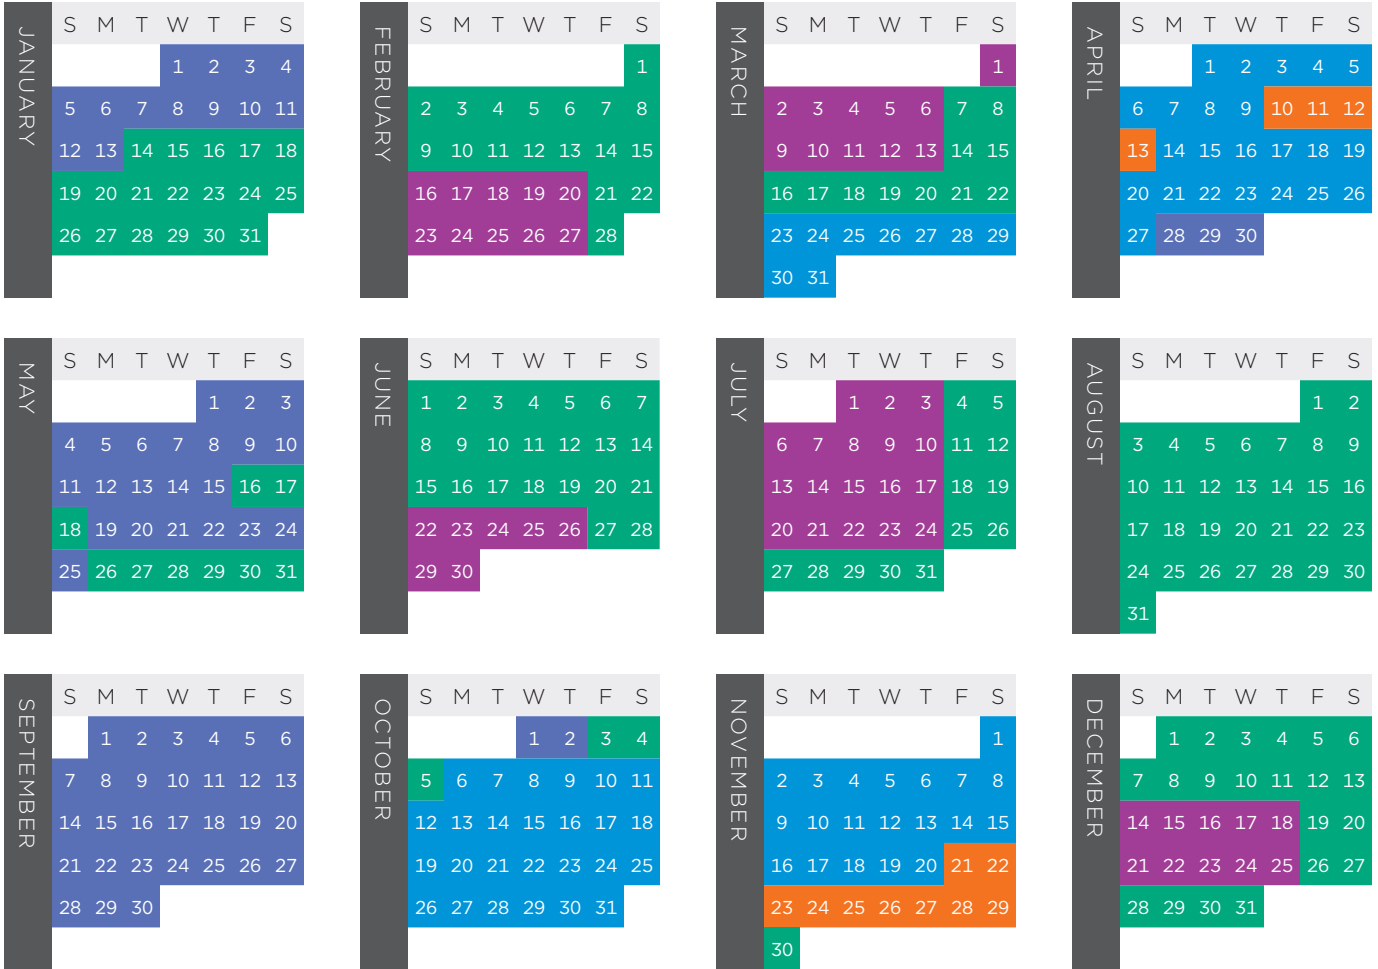 JANUARY
S M T W T F S
1 2 3 4
5 6 7 8 9 10 11
12 13 14 15 16 17 18
19 20 21 22 23 24 25
26 27 28 29 30 31
FEBRUARY
S M T W T F S
1
2 3 4 5 6 7 8
9 10 11 12 13 14 15
16 17 18 19 20 21 22
23 24 25 26 27 28
MARCH
S M T W T F S
1
2 3 4 5 6 7 8
9 10 11 12 13 14 15
16 17 18 19 20 21 22
23 24 25 26 27 28 29
30 31
APRIL
S M T W T F S
1 2 3 4 5
6 7 8 9 10 11 12
13 14 15 16 17 18 19
20 21 22 23 24 25 26
27 28 29 30
MAY
S M T W T F S
1 2 3
4 5 6 7 8 9 10
11 12 13 14 15 16 17
18 19 20 21 22 23 24
25 26 27 28 29 30 31
JUNE
S M T W T F S
1 2 3 4 5 6 7
8 9 10 11 12 13 14
15 16 17 18 19 20 21
22 23 24 25 26 27 28
29 30
JULY
S M T W T F S
1 2 3 4 5
6 7 8 9 10 11 12
13 14 15 16 17 18 19
20 21 22 23 24 25 26
27 28 29 30 31
AUGUST
S M T W T F S
1 2
3 4 5 6 7 8 9
10 11 12 13 14 15 16
17 18 19 20 21 22 23
24 25 26 27 28 29 30
31
SEPTEMBER
S M T W T F S
1 2 3 4 5 6
7 8 9 10 11 12 13
14 15 16 17 18 19 20
21 22 23 24 25 26 27
28 29 30
OCTOBER
S M T W T F S
1 2 3 4
5 6 7 8 9 10 11
12 13 14 15 16 17 18
19 20 21 22 23 24 25
26 27 28 29 30 31
NOVEMBER
S M T W T F S
1
2 3 4 5 6 7 8
9 10 11 12 13 14 15
16 17 18 19 20 21 22
23 24 25 26 27 28 29
30
DECEMBER
S M T W T F S
1 2 3 4 5 6
7 8 9 10 11 12 13
14 15 16 17 18 19 20
21 22 23 24 25 26 27
28 29 30 31